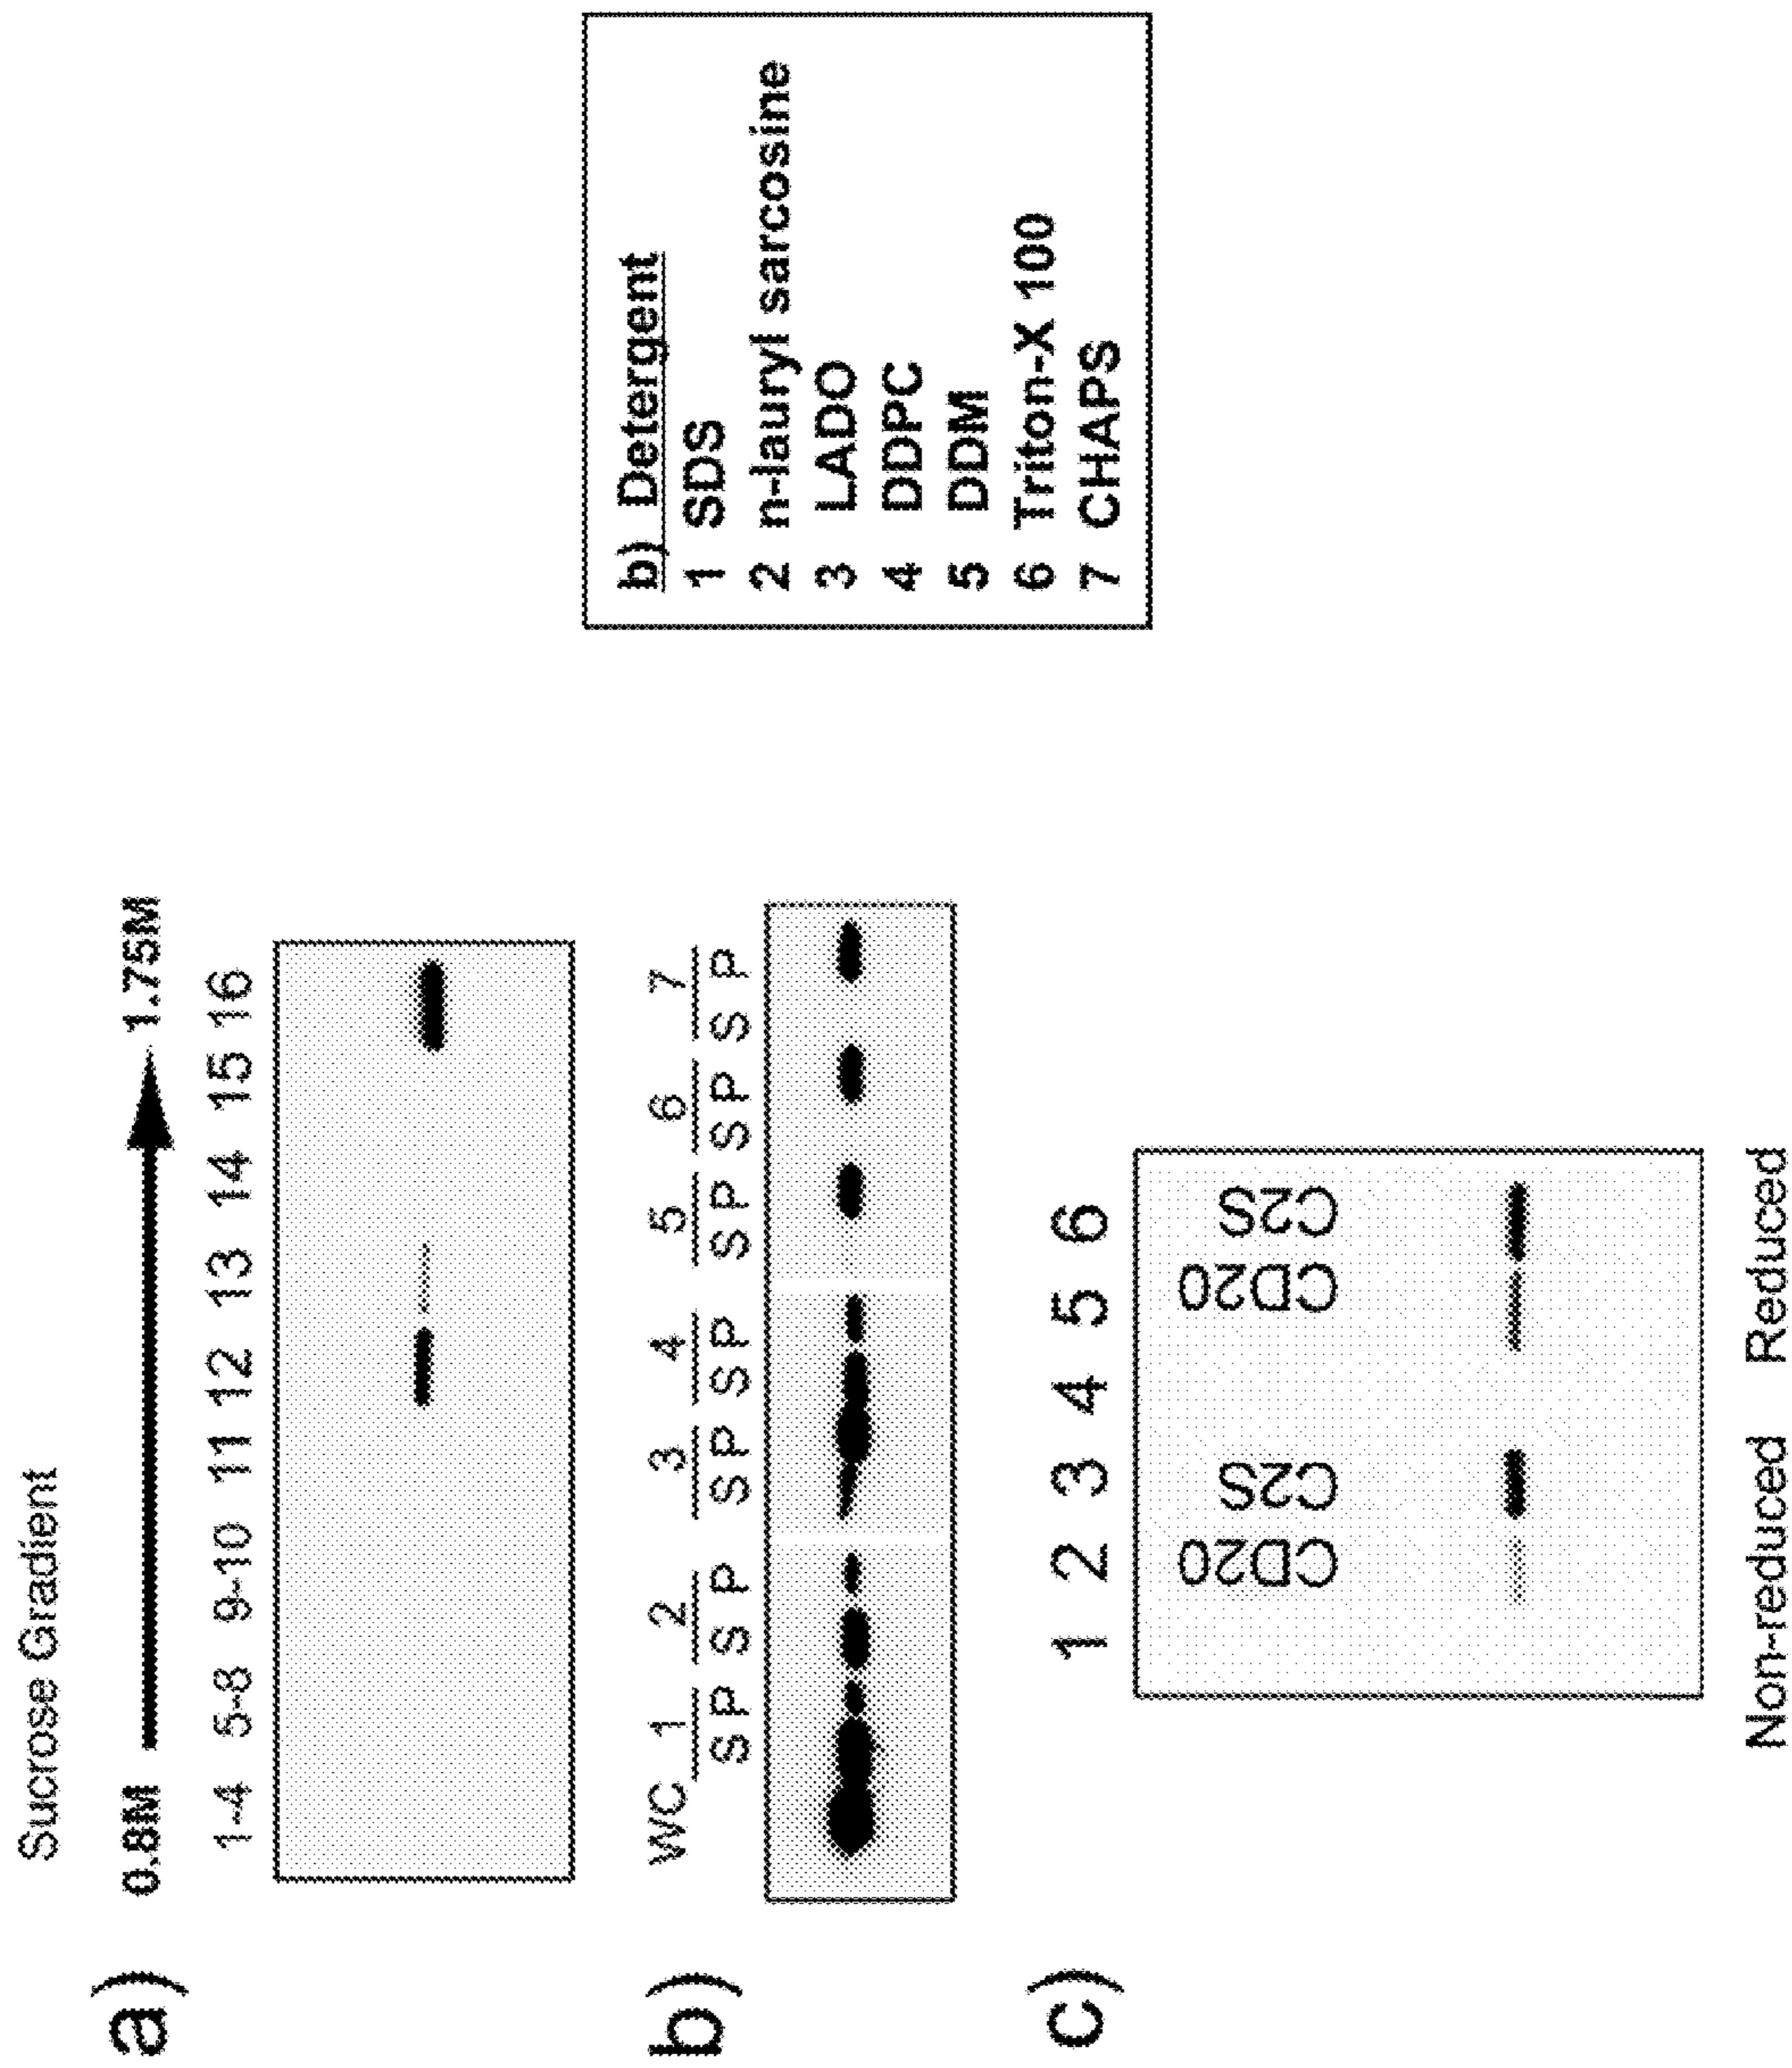 Sucrose Gradient
a) 0.8M 1.75M
1-4 5-8 9-10 11 12 13 14 15 16
b) WC 1 2 3 4 5 6 7
S P S P S P S P S P S P S P
b) Detergent
1 SDS
2 n-lauryl sarcosine
3 LADO
4 DDPC
5 DDM
6 Triton-X 100
7 CHAPS
c) 1 2 3 4 5 6
CD20 C2S CD20 C2S
Non-reduced Reduced